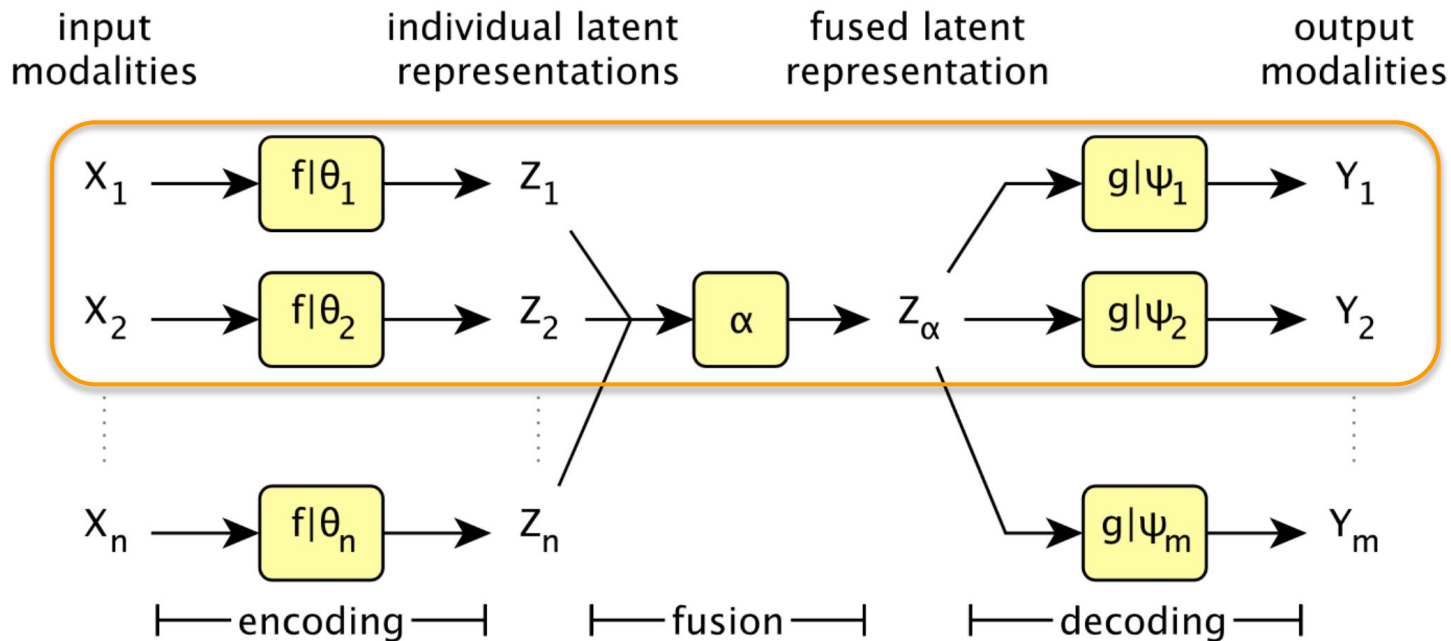 input
modalities
individual latent
representations
fused latent
representation
output
modalities
X₁ f|θ₁ Z₁ g|ψ₁ Y₁
X₂ f|θ₂ Z₂ α Z_α g|ψ₂ Y₂
Xₙ f|θₙ Zₙ g|ψₘ Yₘ
encoding fusion decoding